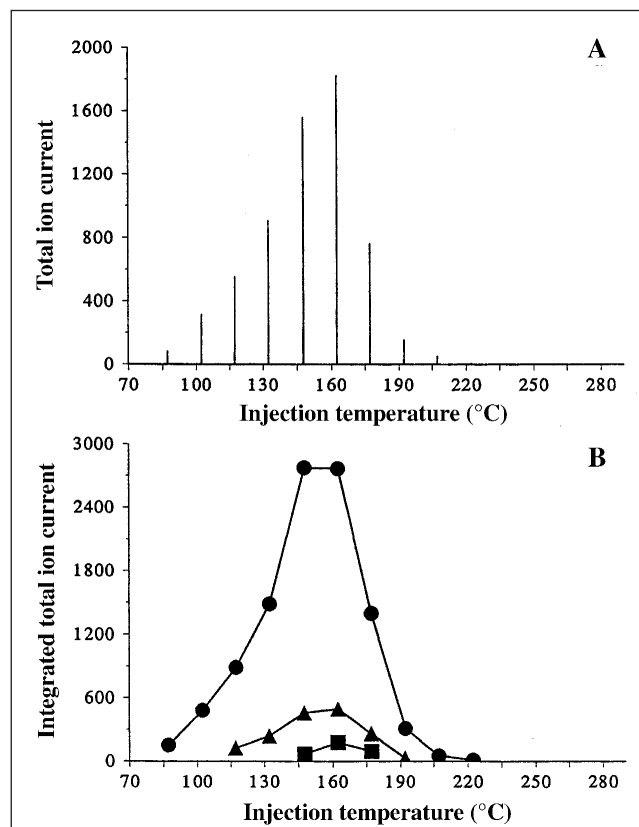 A
Total ion current
2000
1600
1200
800
400
0
70 100 130 160 190 220 250 280
Injection temperature (°C)
B
Integrated total ion current
3000
2400
1800
1200
600
0
70 100 130 160 190 220 250 280
Injection temperature (°C)